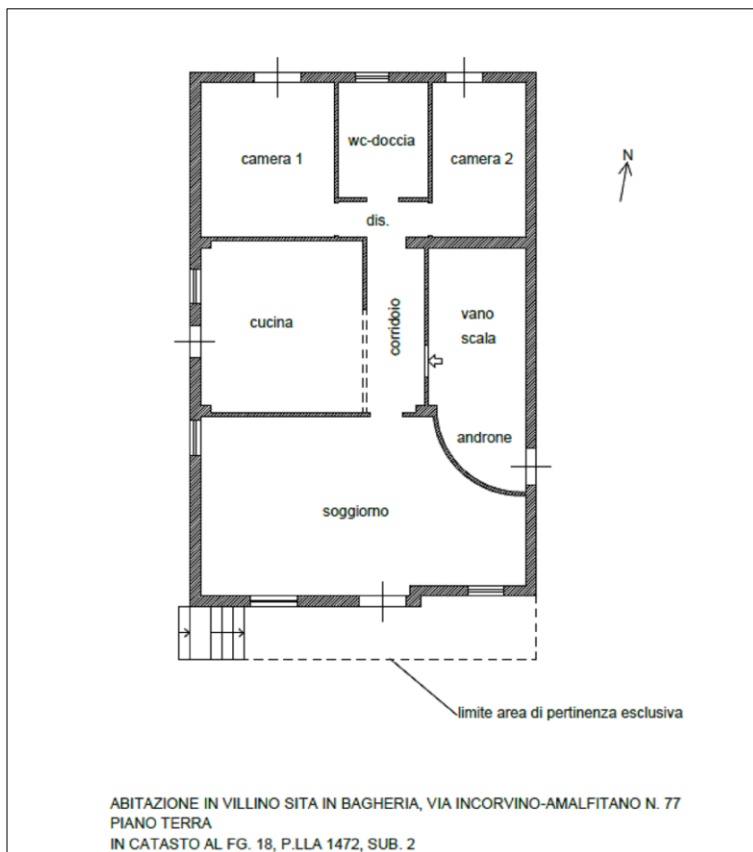 wc-doccia
camera 1
camera 2
N
dis.
cucina
corridoio
vano
scala
androne
soggiorno
limite area di pertinenza esclusiva
ABITAZIONE IN VILLINO SITA IN BAGHERIA, VIA INCORVINO-AMALFITANO N. 77
PIANO TERRA
IN CATASTO AL FG. 18, P.LLA 1472, SUB. 2